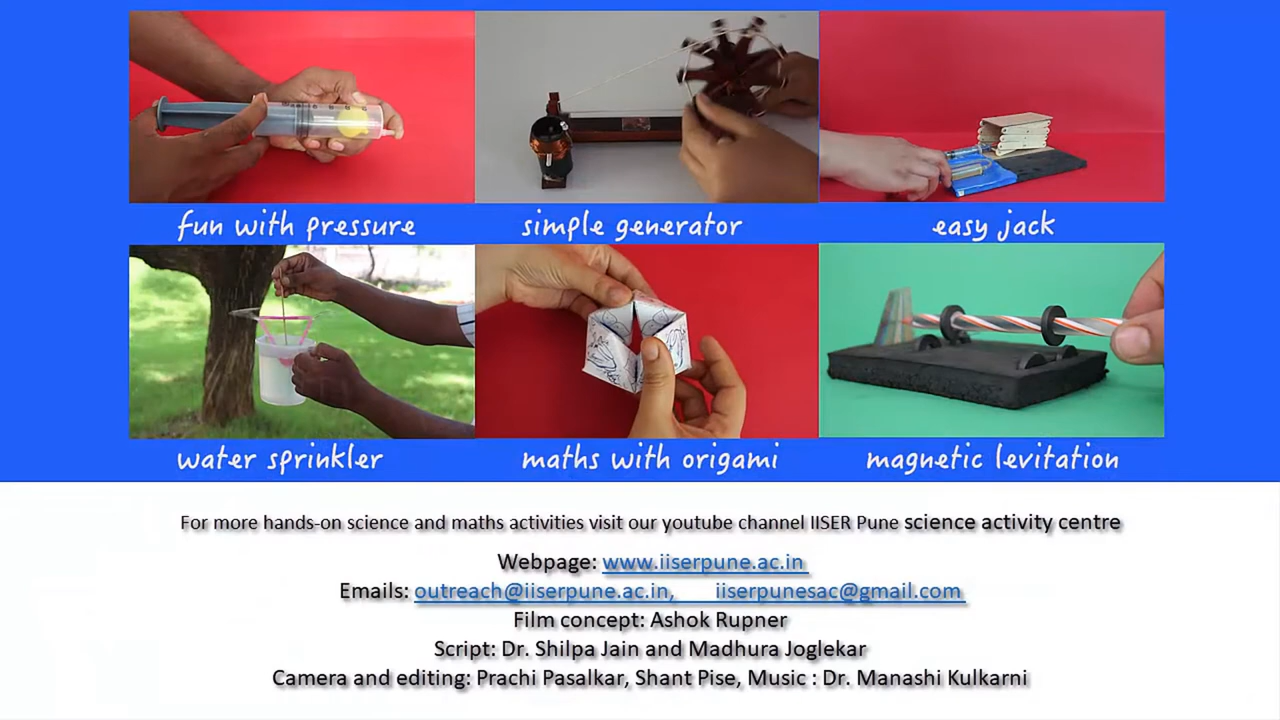 fun with pressure
simple generator
easy jack
water sprinkler
maths with origami
magnetic levitation
For more hands-on science and maths activities visit our youtube channel IISER Pune science activity centre
Webpage: www.iiserpune.ac.in
Emails: outreach@iiserpune.ac.in, iiserpunesac@gmail.com
Film concept: Ashok Rupner
Script: Dr. Shilpa Jain and Madhura Joglekar
Camera and editing: Prachi Pasalkar, Shant Pise, Music : Dr. Manashi Kulkarni